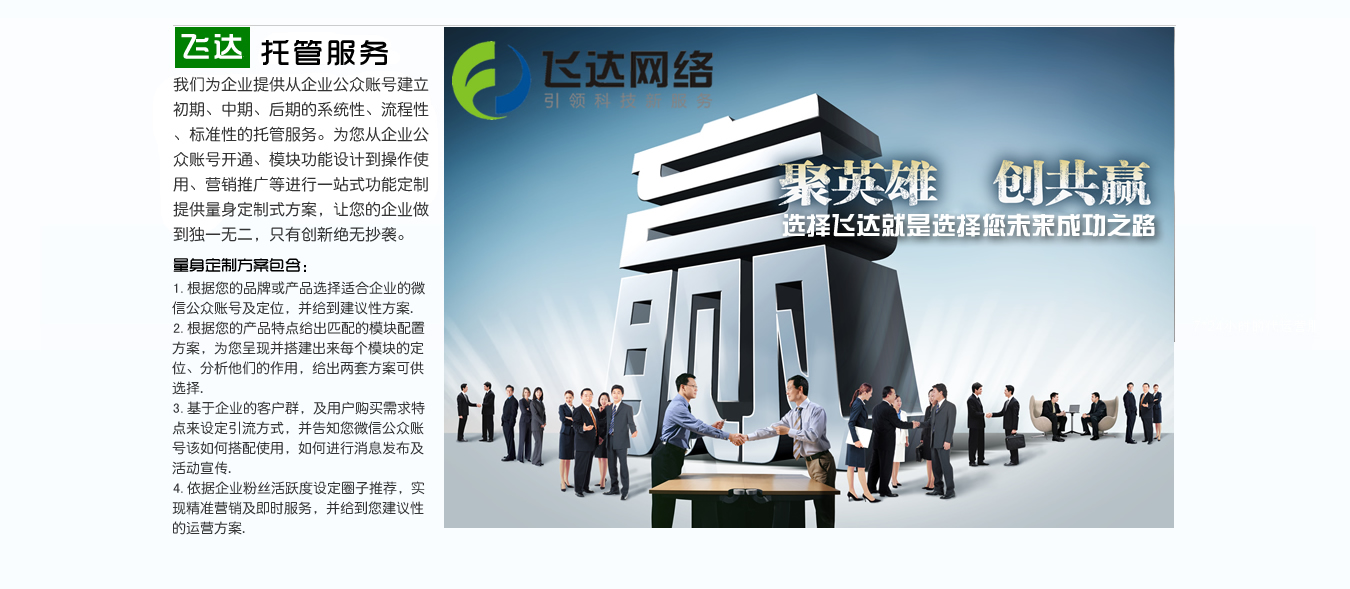 飞达 托管服务
我们为企业提供从企业公众账号建立
初期、中期、后期的系统性、流程性
、标准性的托管服务。为您从企业公
众账号开通、模块功能设计到操作使
用、营销推广等进行一站式功能定制
提供量身定制式方案，让您的企业做
到独一无二，只有创新绝无抄袭。
量身定制方案包含：
1. 根据您的品牌或产品选择适合企业的微
信公众账号及定位，并给到建议性方案.
2. 根据您的产品特点给出匹配的模块配置
方案，为您呈现并搭建出来每个模块的定
位、分析他们的作用，给出两套方案可供
选择.
3. 基于企业的客户群，及用户购买需求特
点来设定引流方式，并告知您微信公众账
号该如何搭配使用，如何进行消息发布及
活动宣传.
4. 依据企业粉丝活跃度设定圈子推荐，实
现精准营销及即时服务，并给到您建议性
的运营方案.
飞达网络
引领科技新服务
赢
聚英雄 创共赢
选择飞达就是选择您未来成功之路